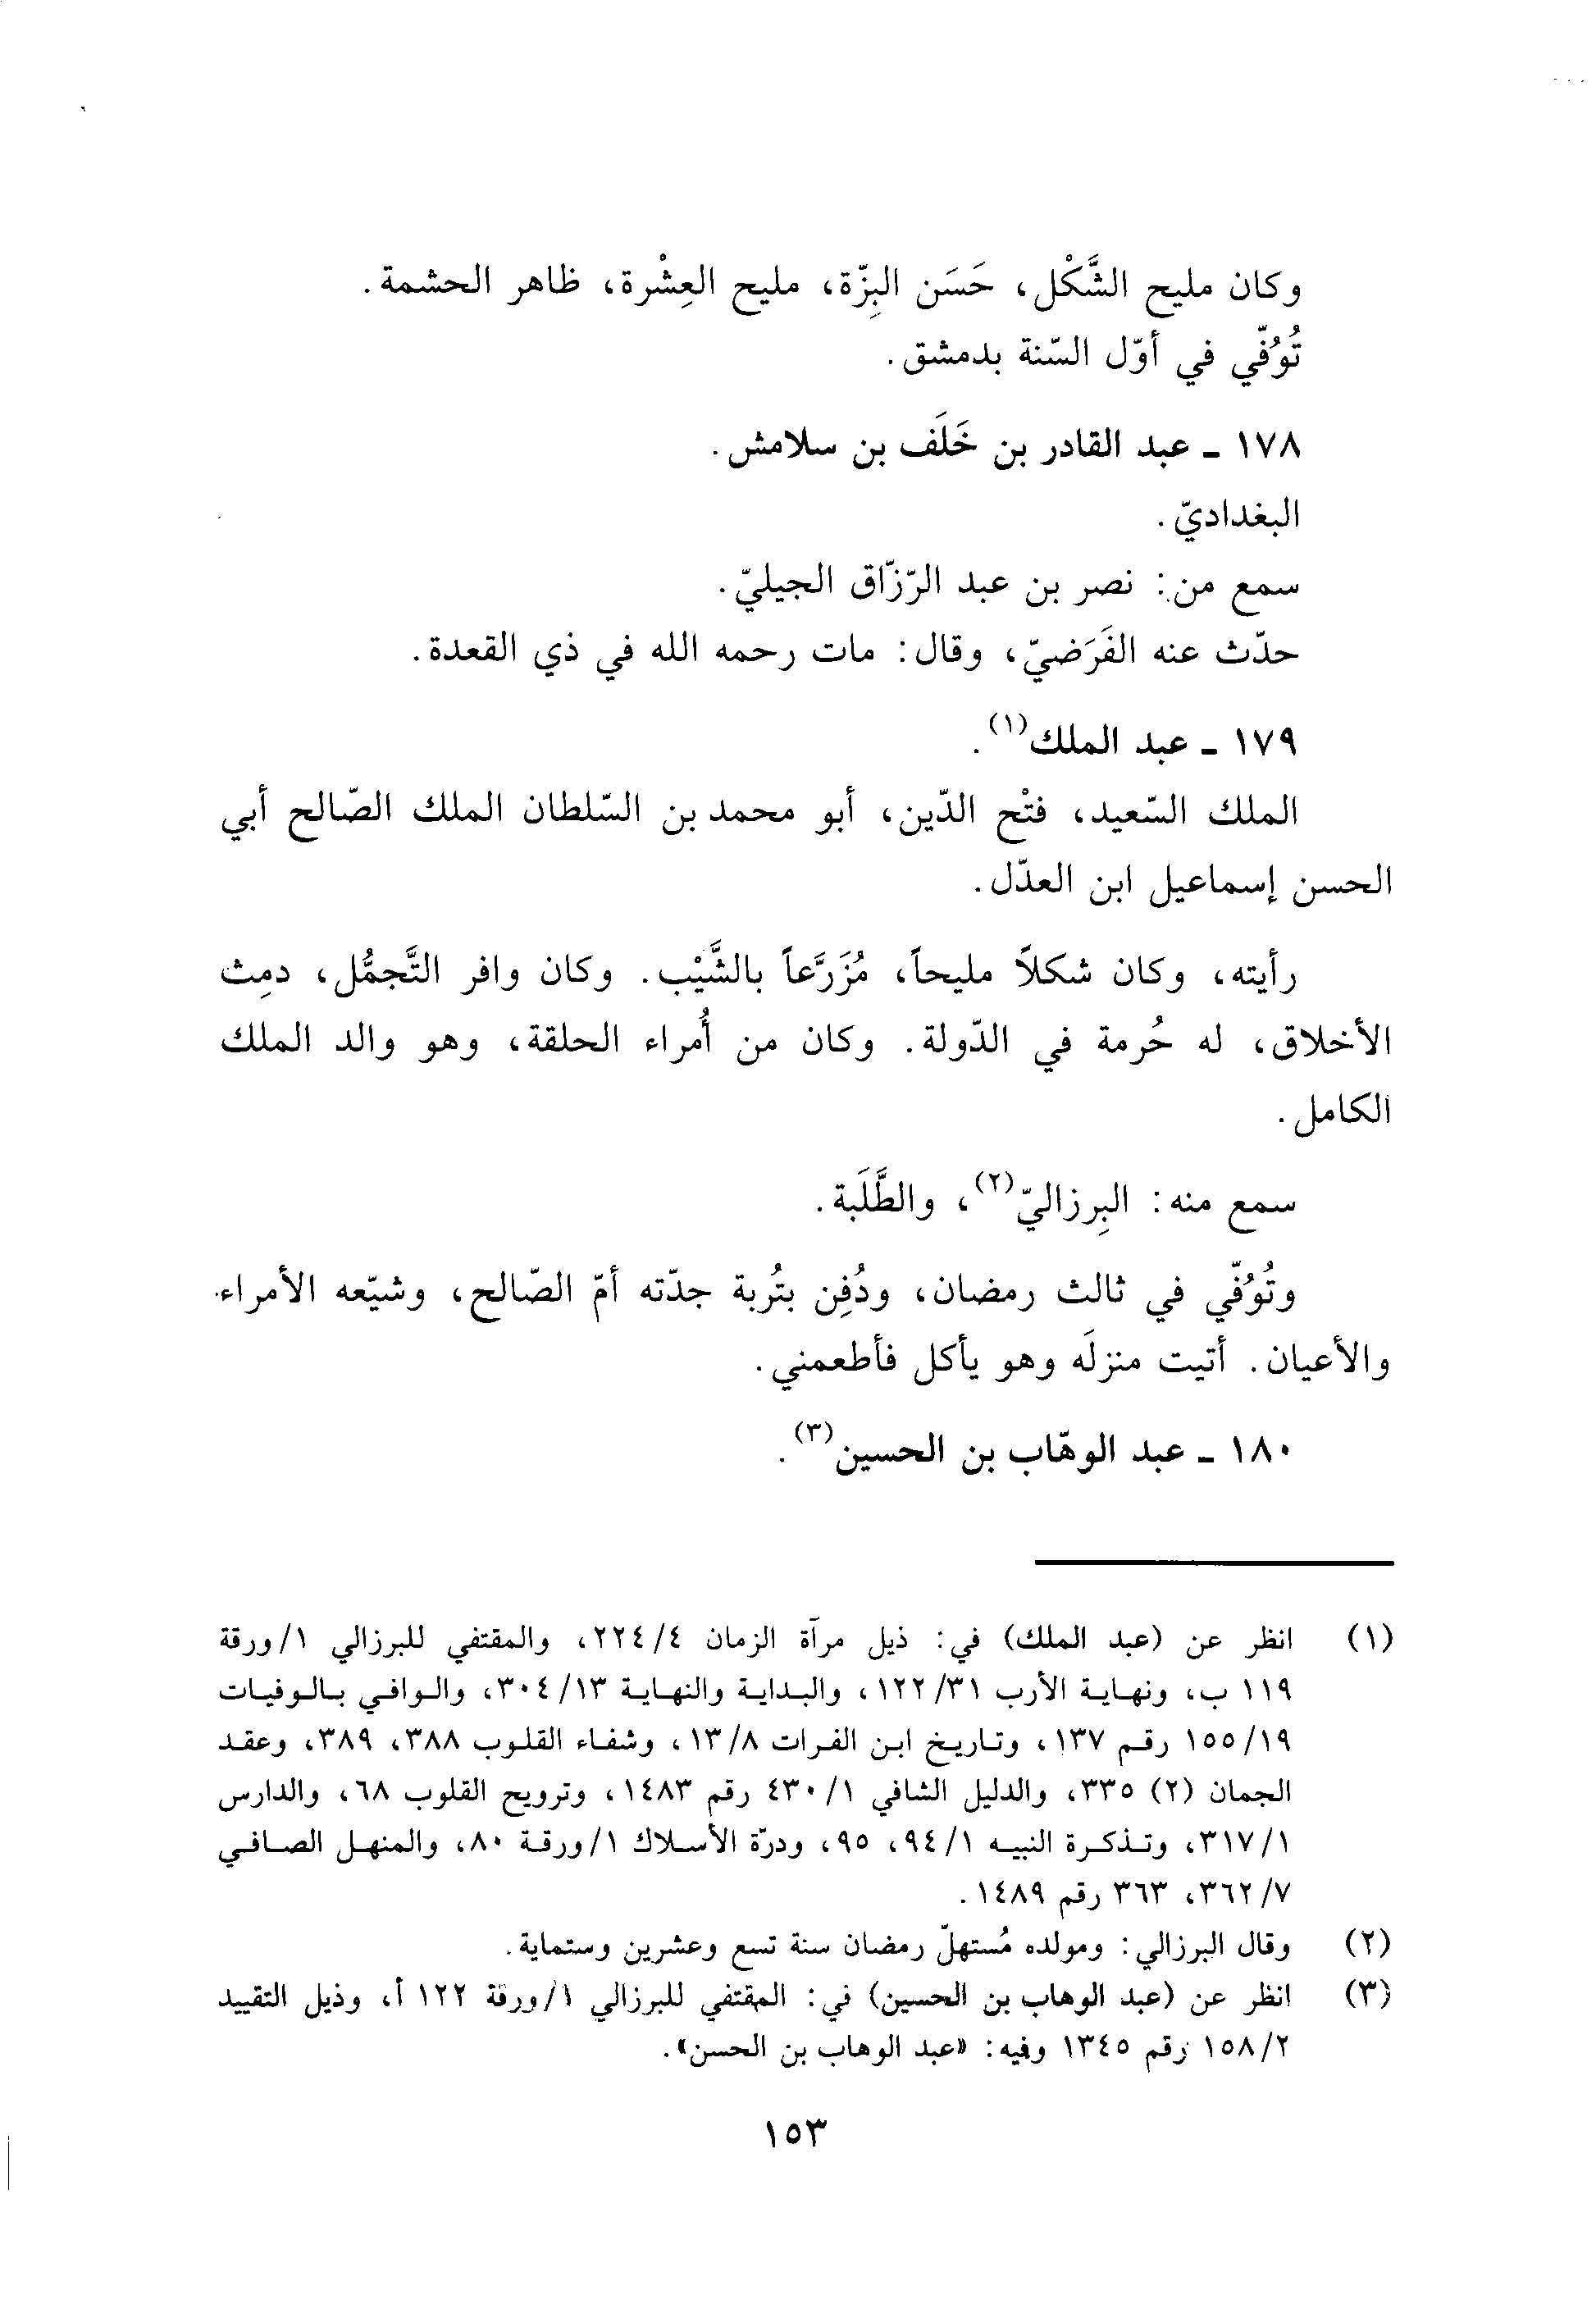 وكان مليح الشَّكْل، حَسَن البِزّة، مليح العِشْرة، ظاهر الحشمة.
تُوُفّي في أوّل السّنة بدمشق.
١٧٨ ـ عبد القادر بن خَلَف بن سلامش.
البغداديّ.
سمع من: نصر بن عبد الرّزّاق الجيليّ.
حدّث عنه الفَرَضيّ، وقال: مات رحمه الله في ذي القعدة.
١٧٩ ـ عبد الملك(١).
الملك السّعيد، فتْح الدّين، أبو محمد بن السّلطان الملك الصّالح أبي
الحسن إسماعيل ابن العدّل.
رأيته، وكان شكلاً مليحاً، مُزَرَّعاً بالشَّيْب. وكان وافر التَّجمُّل، دمِث
الأخلاق، له حُرمة في الدّولة. وكان من أُمراء الحلقة، وهو والد الملك
الكامل.
سمع منه: البِرزاليّ(٢)، والطَّلَبة.
وتُوُفّي في ثالث رمضان، ودُفِن بتُربة جدّته أمّ الصّالح، وشيّعه الأمراء
والأعيان. أتيت منزلَه وهو يأكل فأطعمني.
١٨٠ ـ عبد الوهّاب بن الحسين(٣).
(١) انظر عن (عبد الملك) في: ذيل مرآة الزمان ٢٢٤/٤، والمقتفي للبرزالي ١/ورقة
١١٩ ب، ونهاية الأرب ١٢٢/٣١، والبداية والنهاية ٣٠٤/١٣، والوافي بالوفيات
١٥٥/١٩ رقم ١٣٧، وتاريخ ابن الفرات ١٣/٨، وشفاء القلوب ٣٨٨، ٣٨٩، وعقد
الجمان (٢) ٣٣٥، والدليل الشافي ٤٣٠/١ رقم ١٤٨٣، وترويح القلوب ٦٨، والدارس
٣١٧/١، وتذكرة النبيه ٩٤/١، ٩٥، ودرّة الأسلاك ١/ورقة ٨٠، والمنهل الصافي
٣٦٢/٧، ٣٦٣ رقم ١٤٨٩.
(٢) وقال البرزالي: ومولده مُستهلّ رمضان سنة تسع وعشرين وستماية.
(٣) انظر عن (عبد الوهاب بن الحسين) في: المقتفي للبرزالي ١/ورقة ١٢٢ أ، وذيل التقييد
١٥٨/٢ رقم ١٣٤٥ وفيه: «عبد الوهاب بن الحسن».
١٥٣